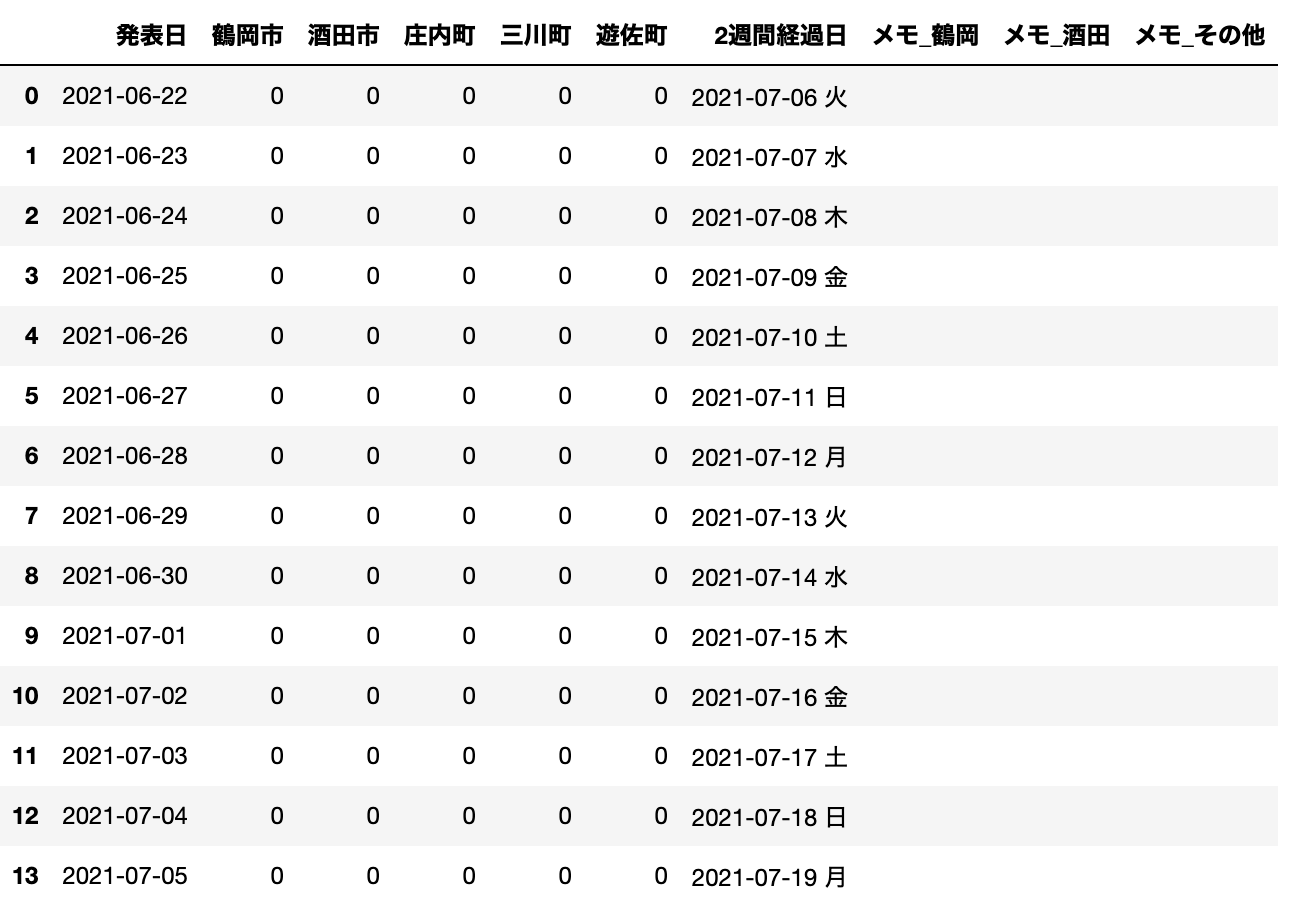 発表日 鶴岡市 酒田市 庄内町 三川町 遊佐町 2週間経過日 メモ_鶴岡 メモ_酒田 メモ_その他
0 2021-06-22 0 0 0 0 0 2021-07-06 火
1 2021-06-23 0 0 0 0 0 2021-07-07 水
2 2021-06-24 0 0 0 0 0 2021-07-08 木
3 2021-06-25 0 0 0 0 0 2021-07-09 金
4 2021-06-26 0 0 0 0 0 2021-07-10 土
5 2021-06-27 0 0 0 0 0 2021-07-11 日
6 2021-06-28 0 0 0 0 0 2021-07-12 月
7 2021-06-29 0 0 0 0 0 2021-07-13 火
8 2021-06-30 0 0 0 0 0 2021-07-14 水
9 2021-07-01 0 0 0 0 0 2021-07-15 木
10 2021-07-02 0 0 0 0 0 2021-07-16 金
11 2021-07-03 0 0 0 0 0 2021-07-17 土
12 2021-07-04 0 0 0 0 0 2021-07-18 日
13 2021-07-05 0 0 0 0 0 2021-07-19 月